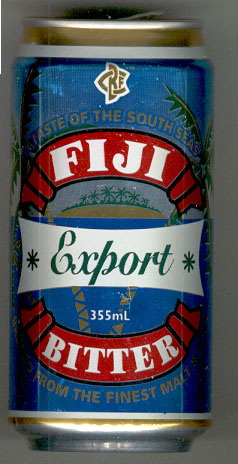 TASTE OF THE SOUTH SEAS
FIJI
* Export *
355mL
BITTER
FROM THE FINEST MALT